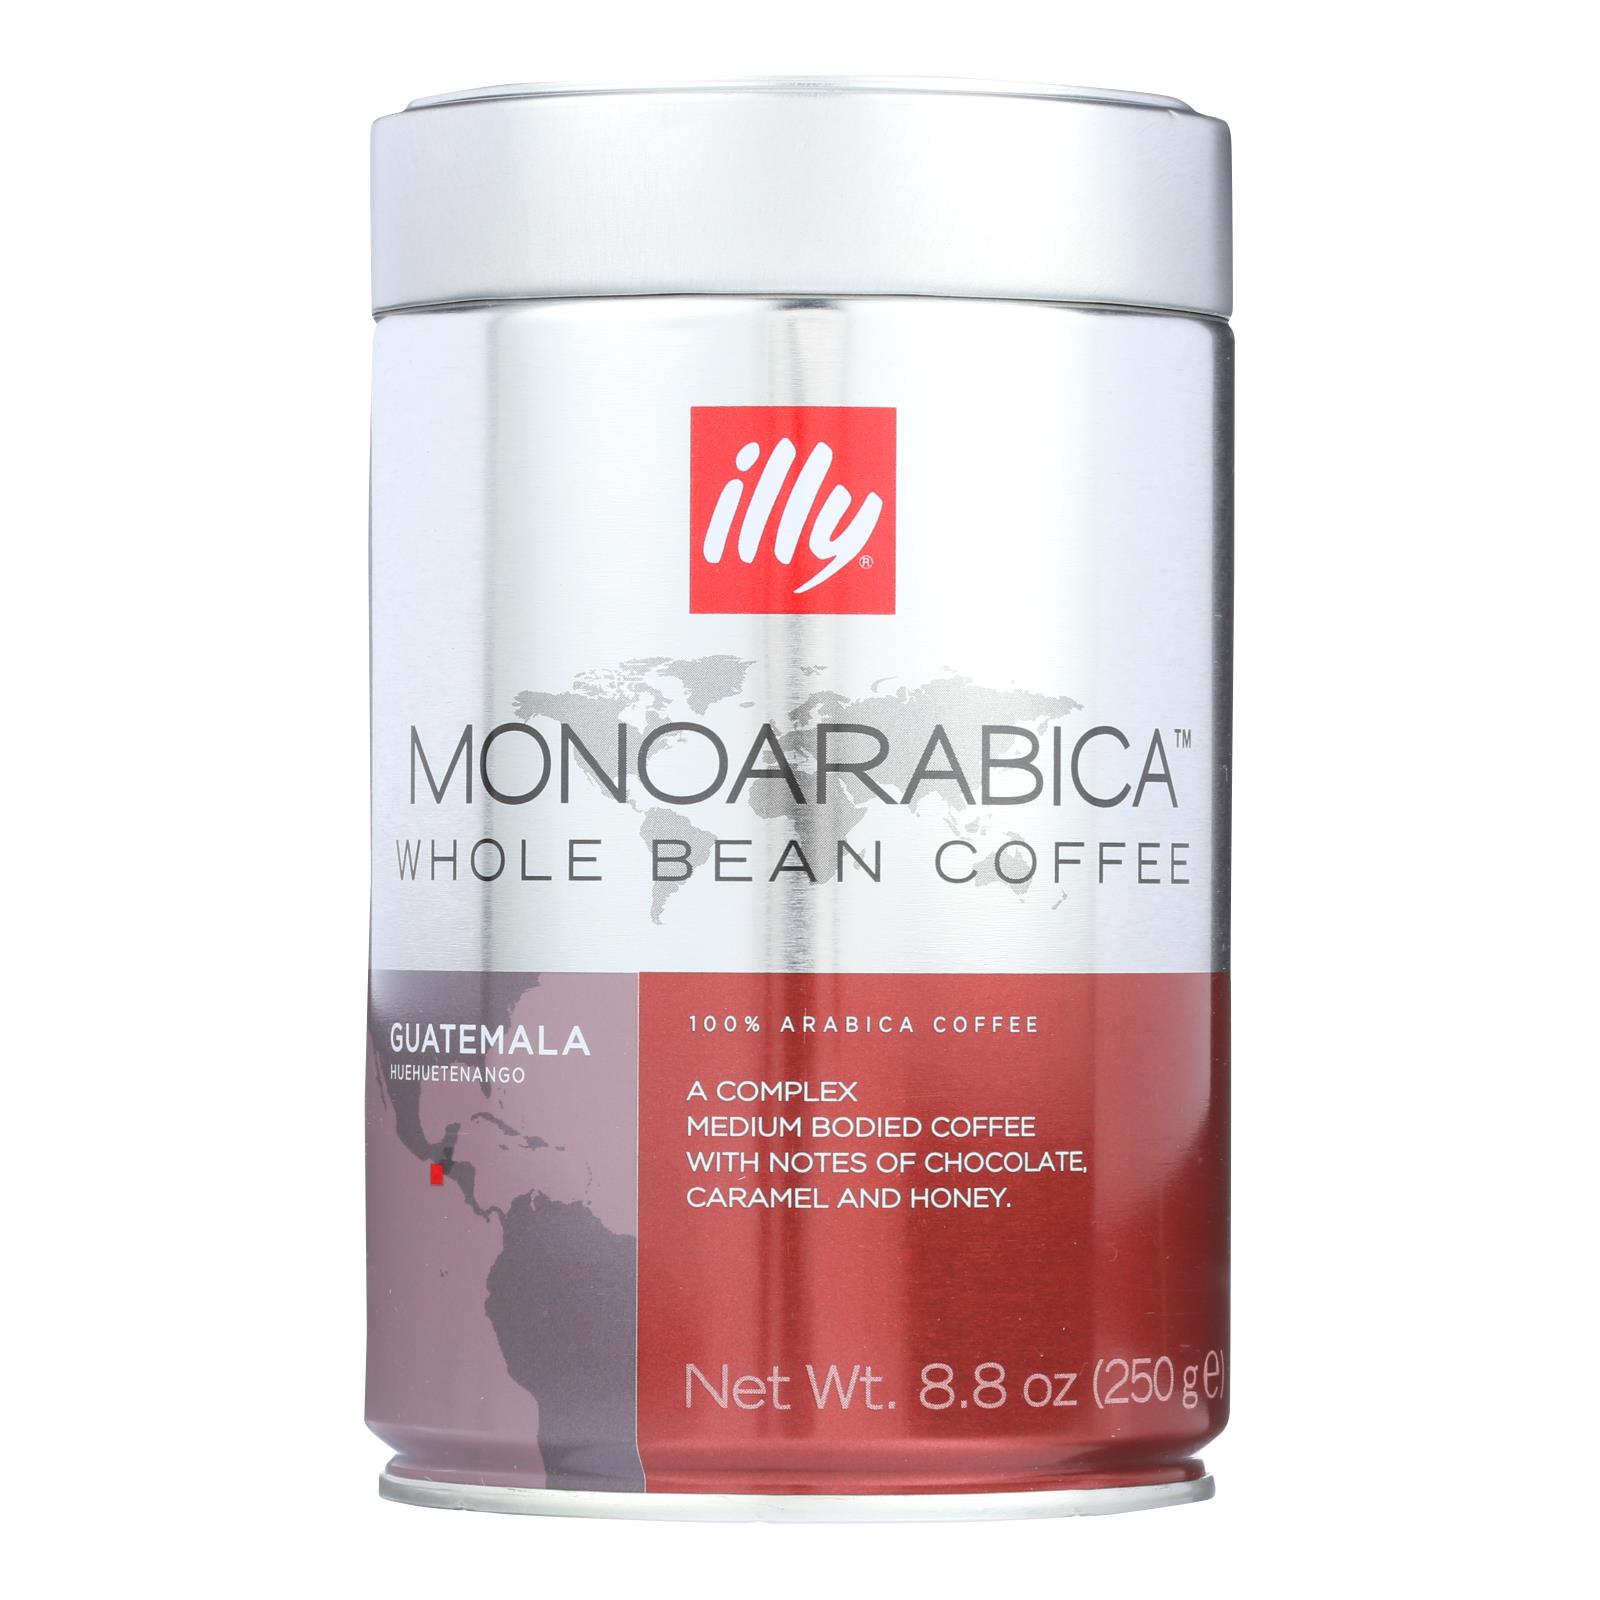 illy®
MONOARABICA™
WHOLE BEAN COFFEE
GUATEMALA
HUEHUETENANGO
100% ARABICA COFFEE
A COMPLEX
MEDIUM BODIED COFFEE
WITH NOTES OF CHOCOLATE,
CARAMEL AND HONEY.
Net Wt. 8.8 oz (250 g℮)